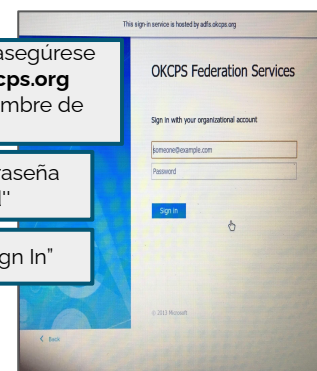 This sign-in service is hosted by adfs.okcps.org
asegúrese
cps.org
mbre de
raseña
d"
gn In"
OKCPS Federation Services
Sign in with your organizational account
someone@example.com
Password
Sign in
© 2013 Microsoft
Back